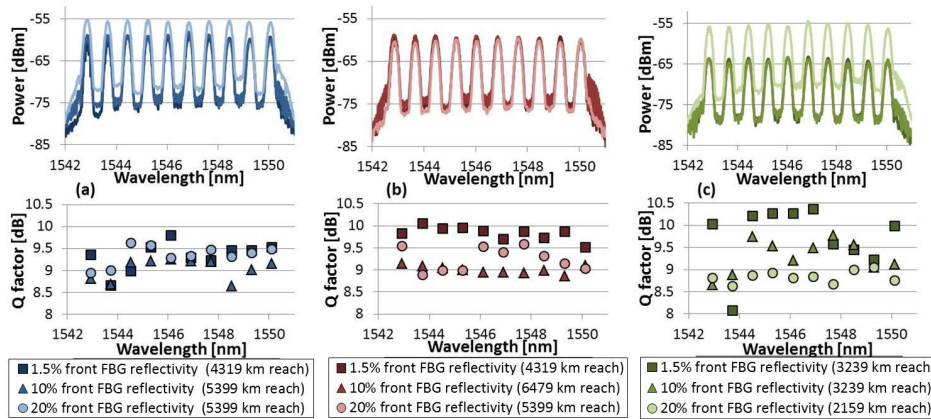 -55 -55 -55
-65 -65 -65
-75 -75 -75
-85 -85 -85
Power [dBm] Power [dBm] Power [dBm]
1542 1544 1546 1548 1550 1542 1544 1546 1548 1550 1542 1544 1546 1548 1550
Wavelength [nm] Wavelength [nm] Wavelength [nm]
(a) (b) (c)
10.5 10.5 10.5
10 10 10
9.5 9.5 9.5
9 9 9
8.5 8.5 8.5
8 8 8
Q factor [dB] Q factor [dB] Q factor [dB]
1542 1544 1546 1548 1550 1542 1544 1546 1548 1550 1542 1544 1546 1548 1550
Wavelength [nm] Wavelength [nm] Wavelength [nm]
1.5% front FBG reflectivity (4319 km reach)
10% front FBG reflectivity (5399 km reach)
20% front FBG reflectivity (5399 km reach)
1.5% front FBG reflectivity (4319 km reach)
10% front FBG reflectivity (6479 km reach)
20% front FBG reflectivity (5399 km reach)
1.5% front FBG reflectivity (3239 km reach)
10% front FBG reflectivity (3239 km reach)
20% front FBG reflectivity (2159 km reach)